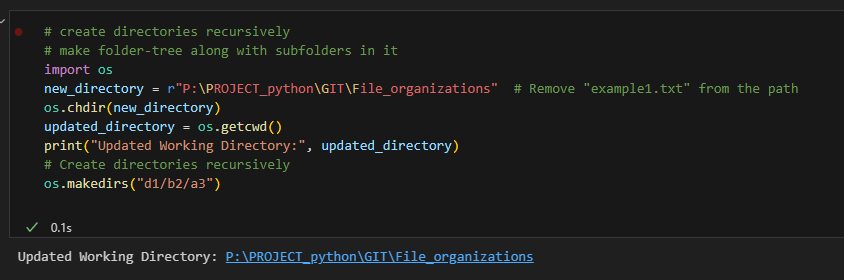 # create directories recursively
# make folder-tree along with subfolders in it
import os
new_directory = r"P:\PROJECT_python\GIT\File_organizations"  # Remove "example1.txt" from the path
os.chdir(new_directory)
updated_directory = os.getcwd()
print("Updated Working Directory:", updated_directory)
# Create directories recursively
os.makedirs("d1/b2/a3")
0.1s
Updated Working Directory: P:\PROJECT_python\GIT\File_organizations